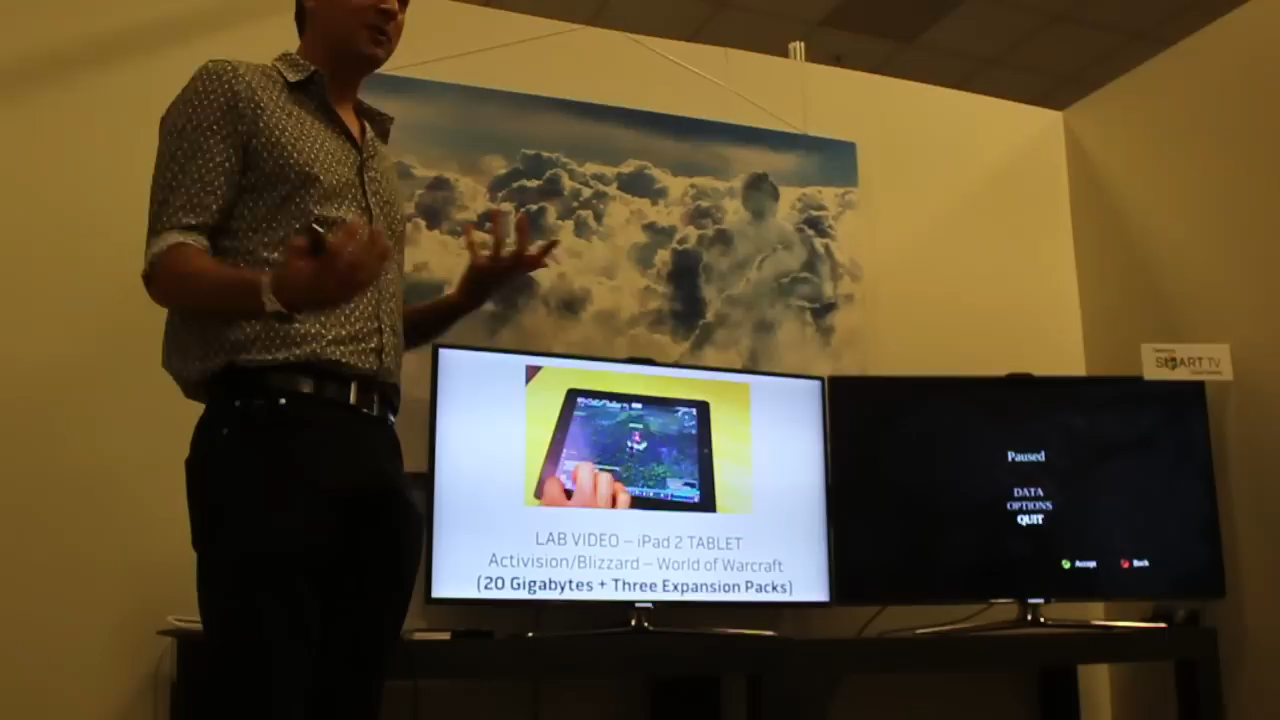 LAB VIDEO – iPad 2 TABLET
Activision/Blizzard – World of Warcraft
(20 Gigabytes + Three Expansion Packs)
SMART TV
Paused
DATA
OPTIONS
QUIT
Accept Back